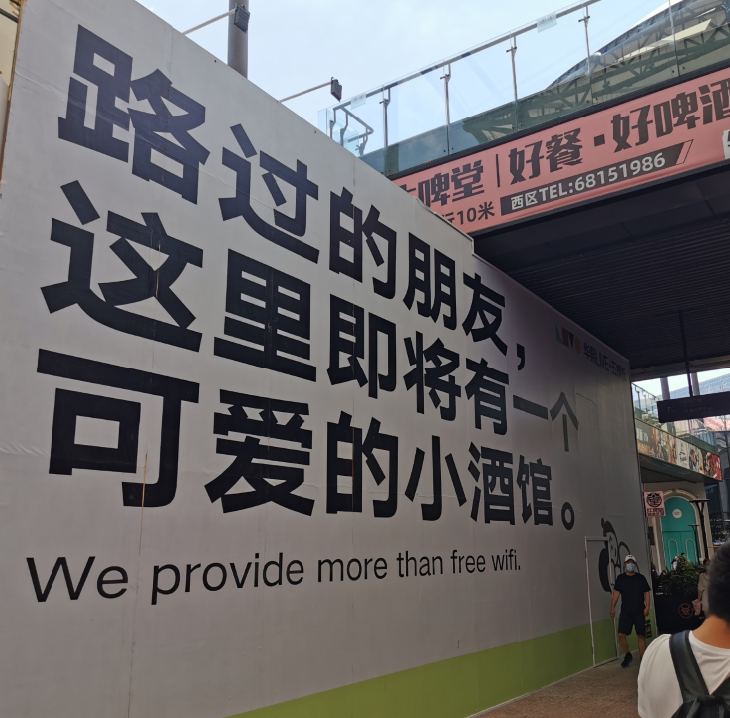 路过的朋友，
这里即将有一个
可爱的小酒馆。
We provide more than free wifi.
啤堂 | 好餐·好啤酒
10米 西区TEL:68151986